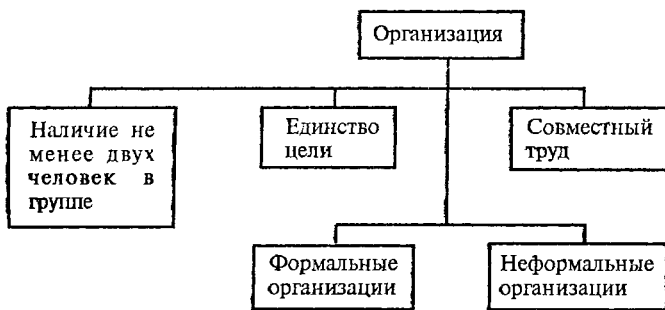 Организация
Наличие не
менее двух
человек в
группе
Единство
цели
Совместный
труд
Формальные
организации
Неформальные
организации